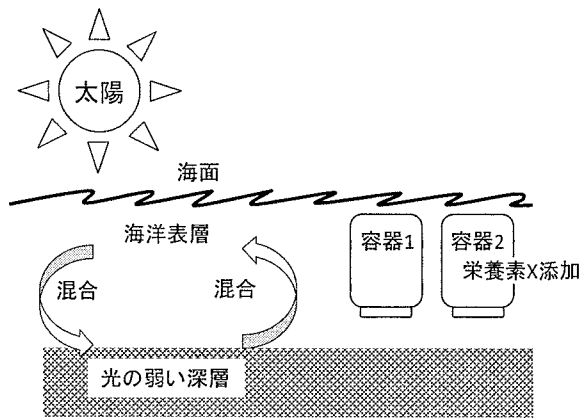 太陽
海面
海洋表層
容器1
容器2
栄養素X添加
混合
混合
光の弱い深層